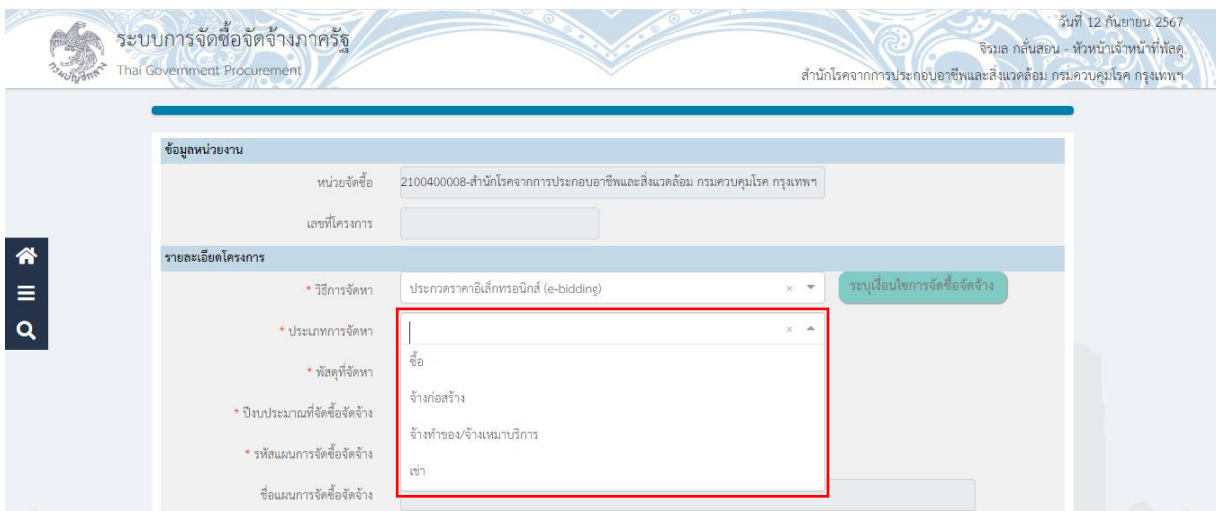 ระบบการจัดซื้อจัดจ้างภาครัฐ
Thai Government Procurement
กรมบัญชีกลาง
วันที่ 12 กันยายน 2567
จิรมล กลั่นสอน - หัวหน้าเจ้าหน้าที่พัสดุ
สำนักโรคจากการประกอบอาชีพและสิ่งแวดล้อม กรมควบคุมโรค กรุงเทพฯ
ข้อมูลหน่วยงาน
หน่วยจัดซื้อ 2100400008-สำนักโรคจากการประกอบอาชีพและสิ่งแวดล้อม กรมควบคุมโรค กรุงเทพฯ
เลขที่โครงการ
รายละเอียดโครงการ
* วิธีการจัดหา ประกวดราคาอิเล็กทรอนิกส์ (e-bidding) × ระบุเงื่อนไขการจัดซื้อจัดจ้าง
* ประเภทการจัดหา ×
ซื้อ
* พัสดุที่จัดหา
จ้างก่อสร้าง
* ปีงบประมาณที่จัดซื้อจัดจ้าง
จ้างทำของ/จ้างเหมาบริการ
* รหัสแผนการจัดซื้อจัดจ้าง
เช่า
ชื่อแผนการจัดซื้อจัดจ้าง